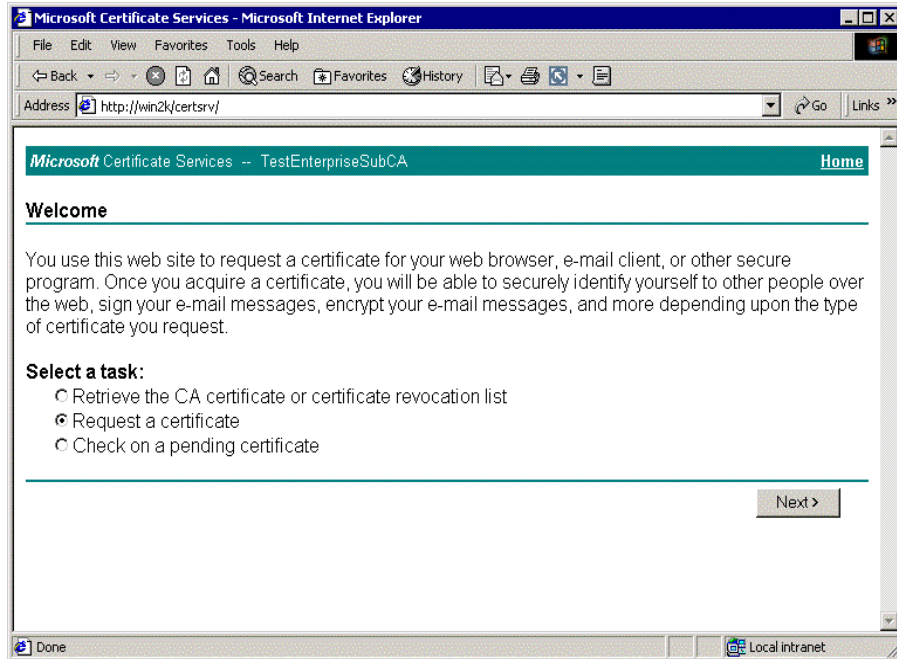 Microsoft Certificate Services - Microsoft Internet Explorer
File Edit View Favorites Tools Help
Back Search Favorites History
Address http://win2k/certsrv/ Go Links »
Microsoft Certificate Services -- TestEnterpriseSubCA Home
Welcome
You use this web site to request a certificate for your web browser, e-mail client, or other secure
program. Once you acquire a certificate, you will be able to securely identify yourself to other people over
the web, sign your e-mail messages, encrypt your e-mail messages, and more depending upon the type
of certificate you request.
Select a task:
Retrieve the CA certificate or certificate revocation list
Request a certificate
Check on a pending certificate
Next >
Done Local intranet